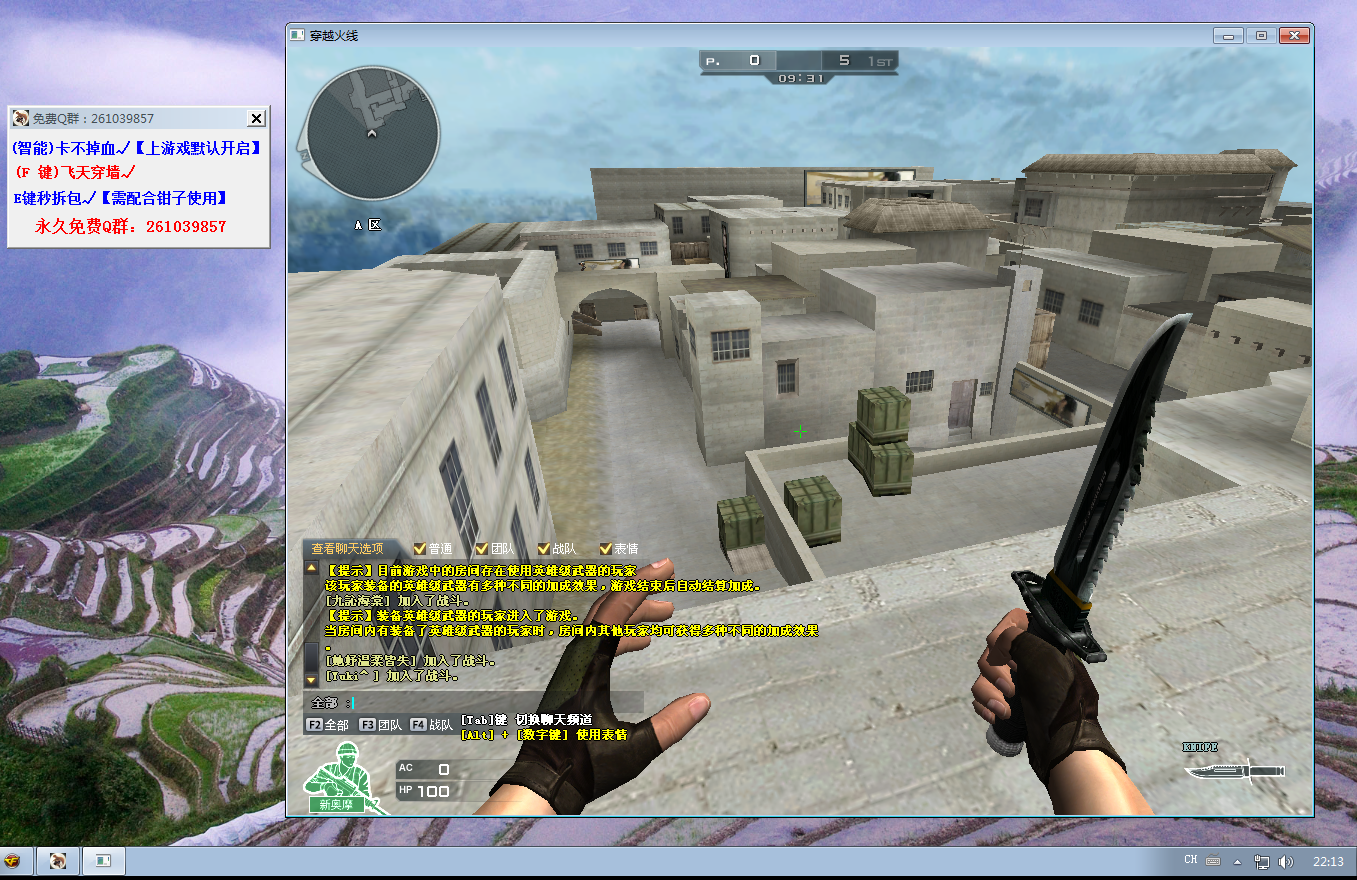 穿越火线
免费Q群：261039857
(智能)卡不掉血√【上游戏默认开启】
(F 键)飞天穿墙√
E键秒拆包√【需配合钳子使用】
永久免费Q群：261039857
P. 0 5 1ST
09:31
A 区
查看聊天选项 普通 团队 战队 表情
【提示】目前游戏中的房间存在使用英雄级武器的玩家
该玩家装备的英雄级武器有多种不同的加成效果，游戏结束后自动结算加成。
加入了战斗。
【提示】装备英雄级武器的玩家进入了游戏。
当房间内有装备了英雄级武器的玩家时，房间内其他玩家均可获得多种不同的加成效果
。
加入了战斗。
[Yuki^ ] 加入了战斗。
全部 :
F2 全部 F3 团队 F4 战队 [Tab]键 切换聊天频道
[Alt] + [数字键] 使用表情
AC 0
HP 100
新奥摩
KNIFE
CH 22:13